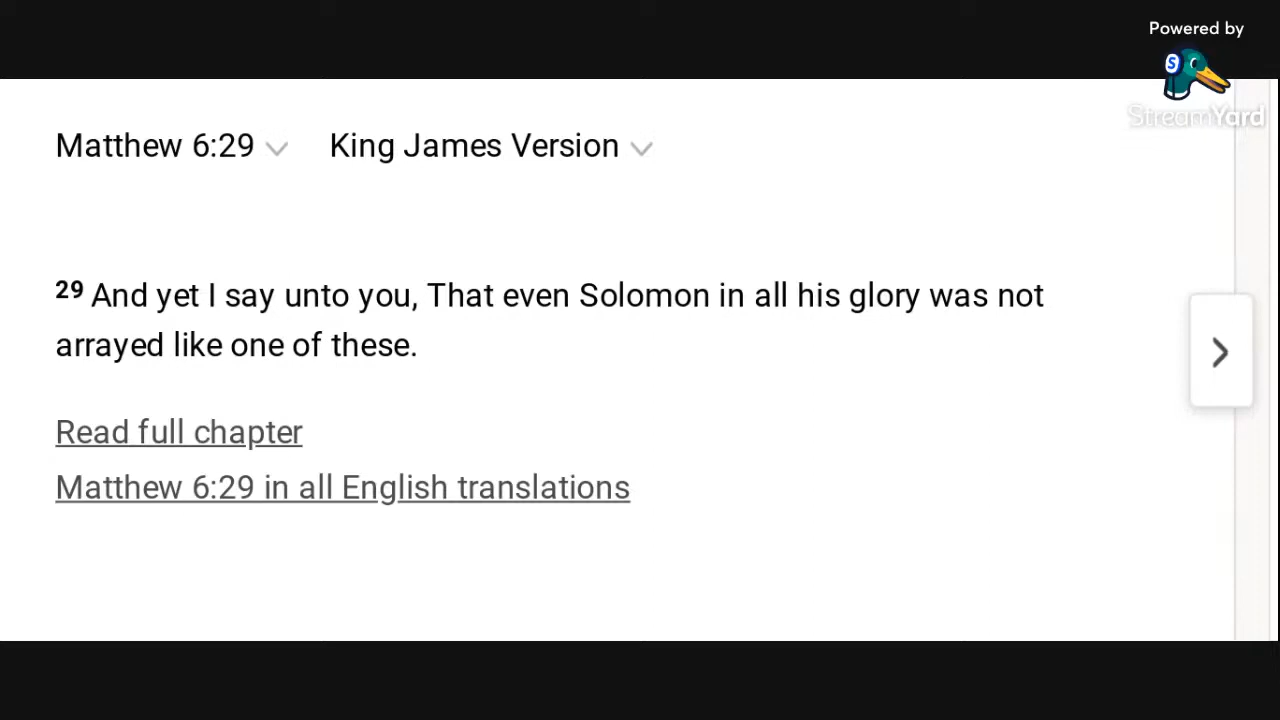 Powered by
S
StreamYard
Matthew 6:29 King James Version
29 And yet I say unto you, That even Solomon in all his glory was not
arrayed like one of these.
Read full chapter
Matthew 6:29 in all English translations